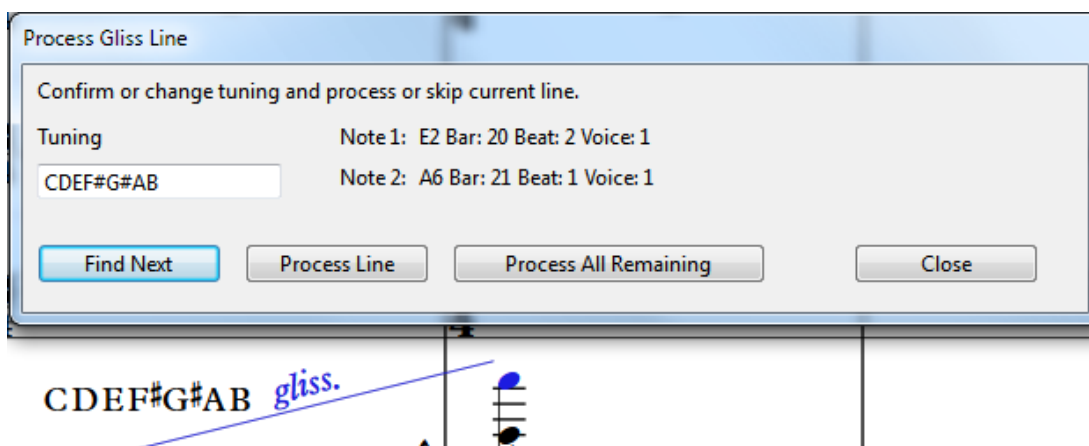 Process Gliss Line
Confirm or change tuning and process or skip current line.
Tuning
Note 1: E2 Bar: 20 Beat: 2 Voice: 1
CDEF#G#AB
Note 2: A6 Bar: 21 Beat: 1 Voice: 1
Find Next Process Line Process All Remaining Close
CDEF♯G♯AB gliss.